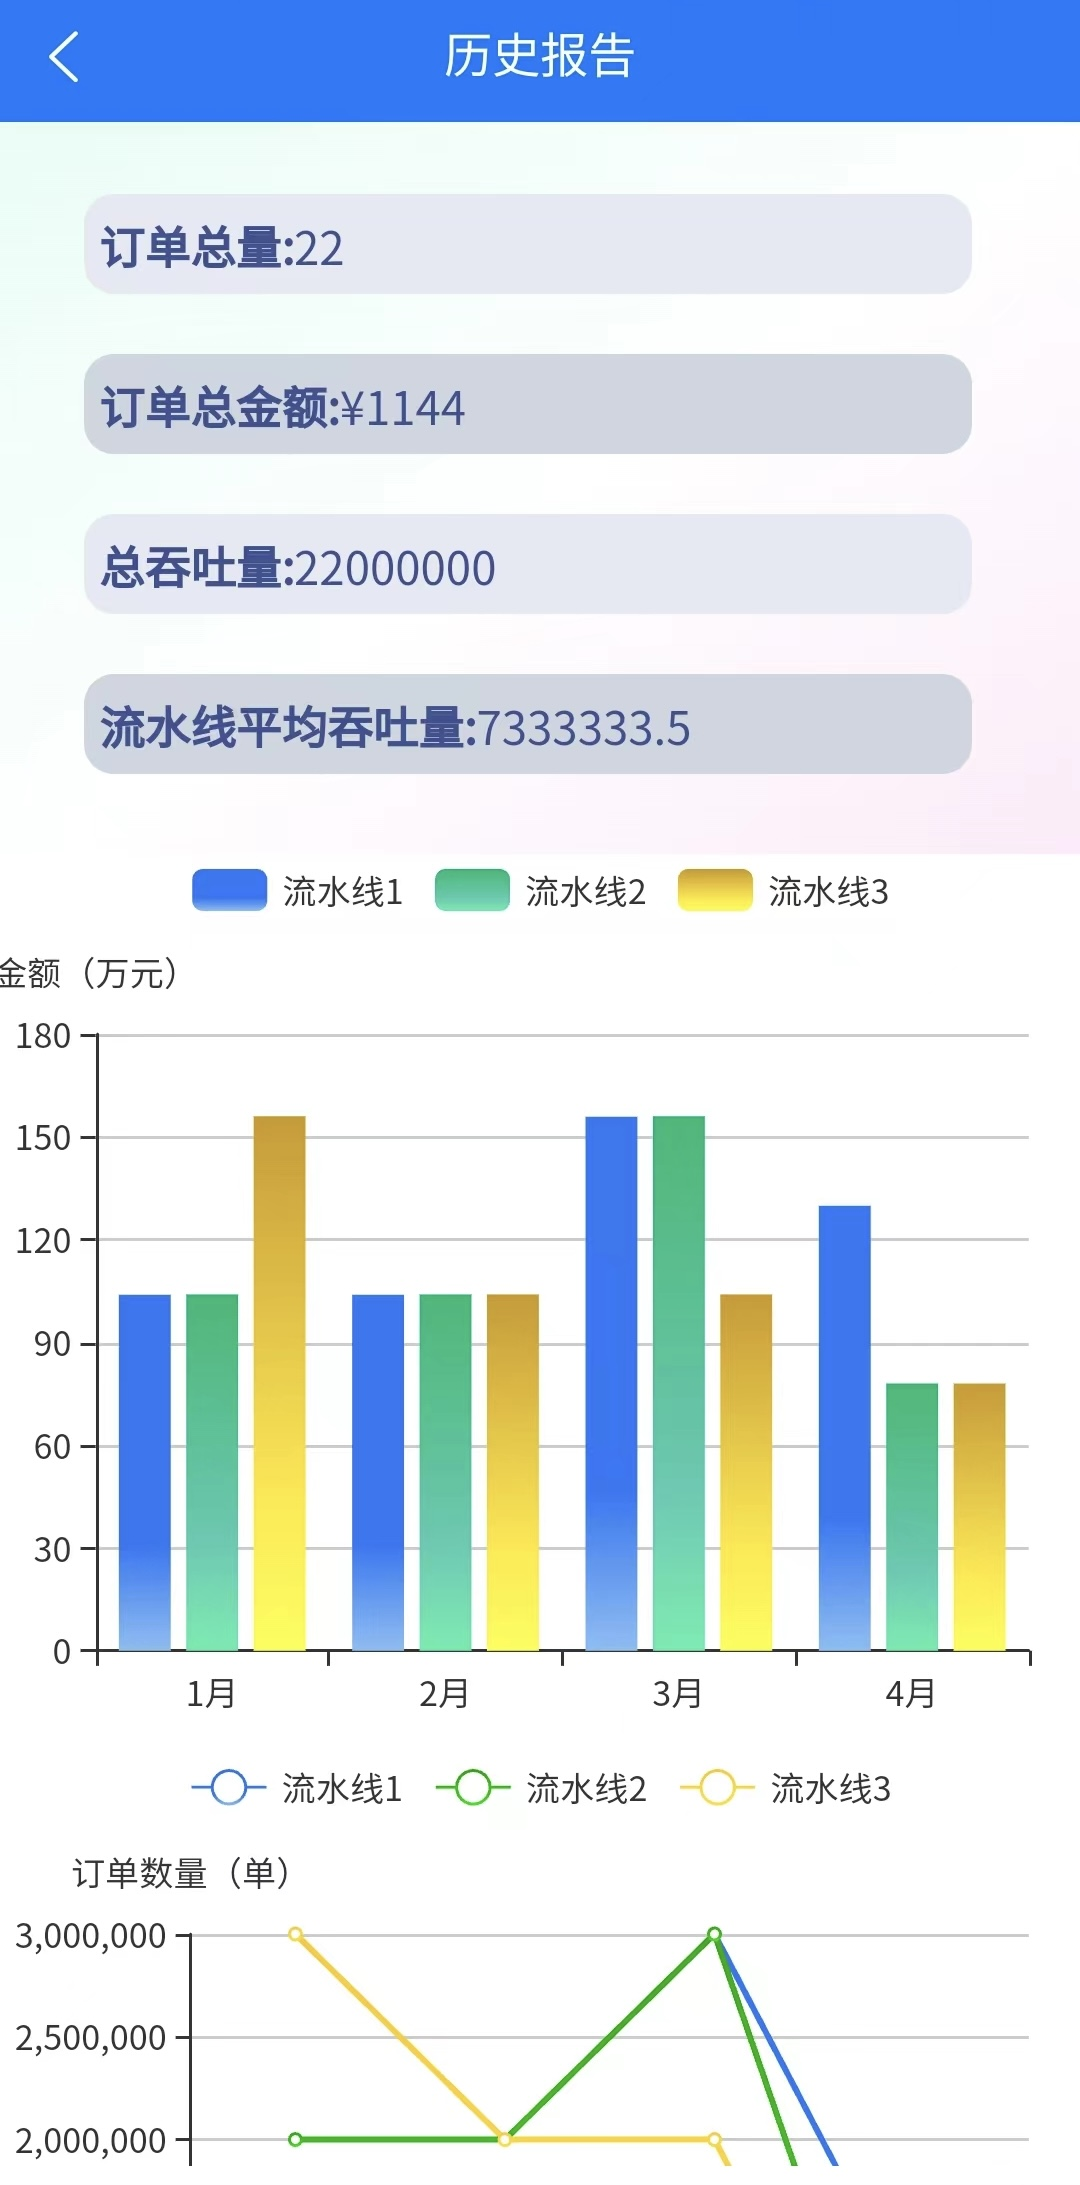 历史报告
订单总量:22
订单总金额:¥1144
总吞吐量:22000000
流水线平均吞吐量:7333333.5
流水线1 流水线2 流水线3
金额（万元）
180
150
120
90
60
30
0
1月 2月 3月 4月
流水线1 流水线2 流水线3
订单数量（单）
3,000,000
2,500,000
2,000,000